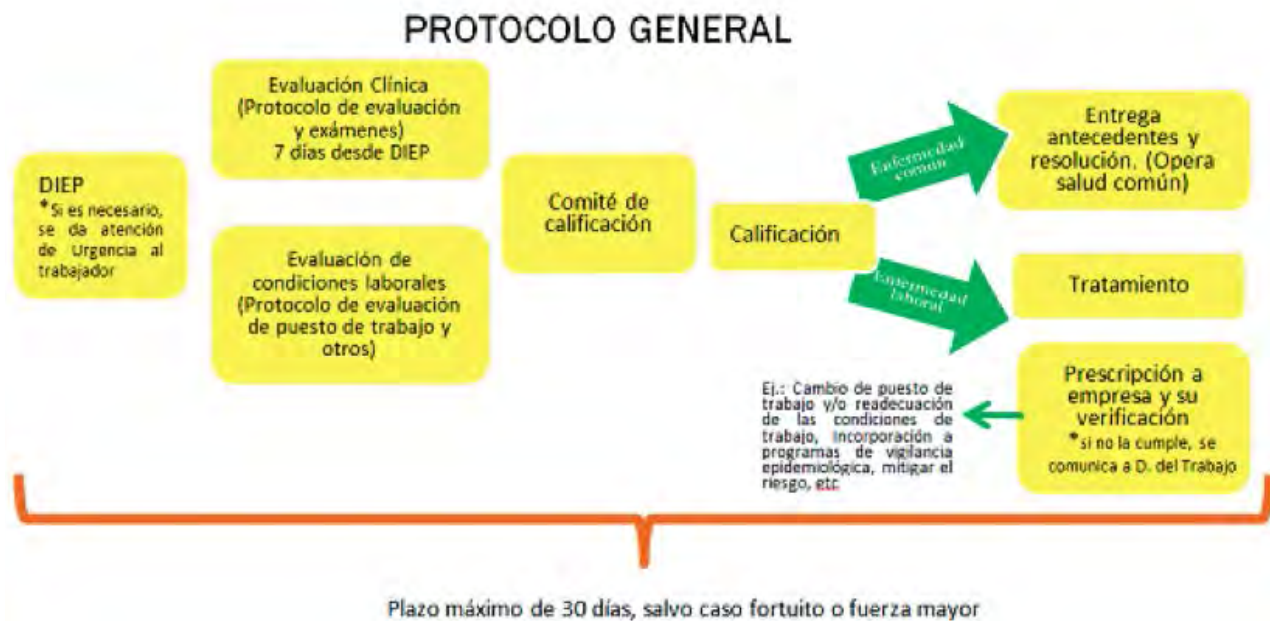 PROTOCOLO GENERAL
DIEP
*Si es necesario,
se da atención
de Urgencia al
trabajador
Evaluación Clínica
(Protocolo de evaluación
y exámenes)
7 días desde DIEP
Evaluación de
condiciones laborales
(Protocolo de evaluación
de puesto de trabajo y
otros)
Comité de
calificación
Calificación
Enfermedad
común
Enfermedad
laboral
Entrega
antecedentes y
resolución. (Opera
salud común)
Tratamiento
Prescripción a
empresa y su
verificación
*si no la cumple, se
comunica a D. del Trabajo
Ej.: Cambio de puesto de
trabajo y/o readecuación
de las condiciones de
trabajo, incorporación a
programas de vigilancia
epidemiológica, mitigar el
riesgo, etc
Plazo máximo de 30 días, salvo caso fortuito o fuerza mayor